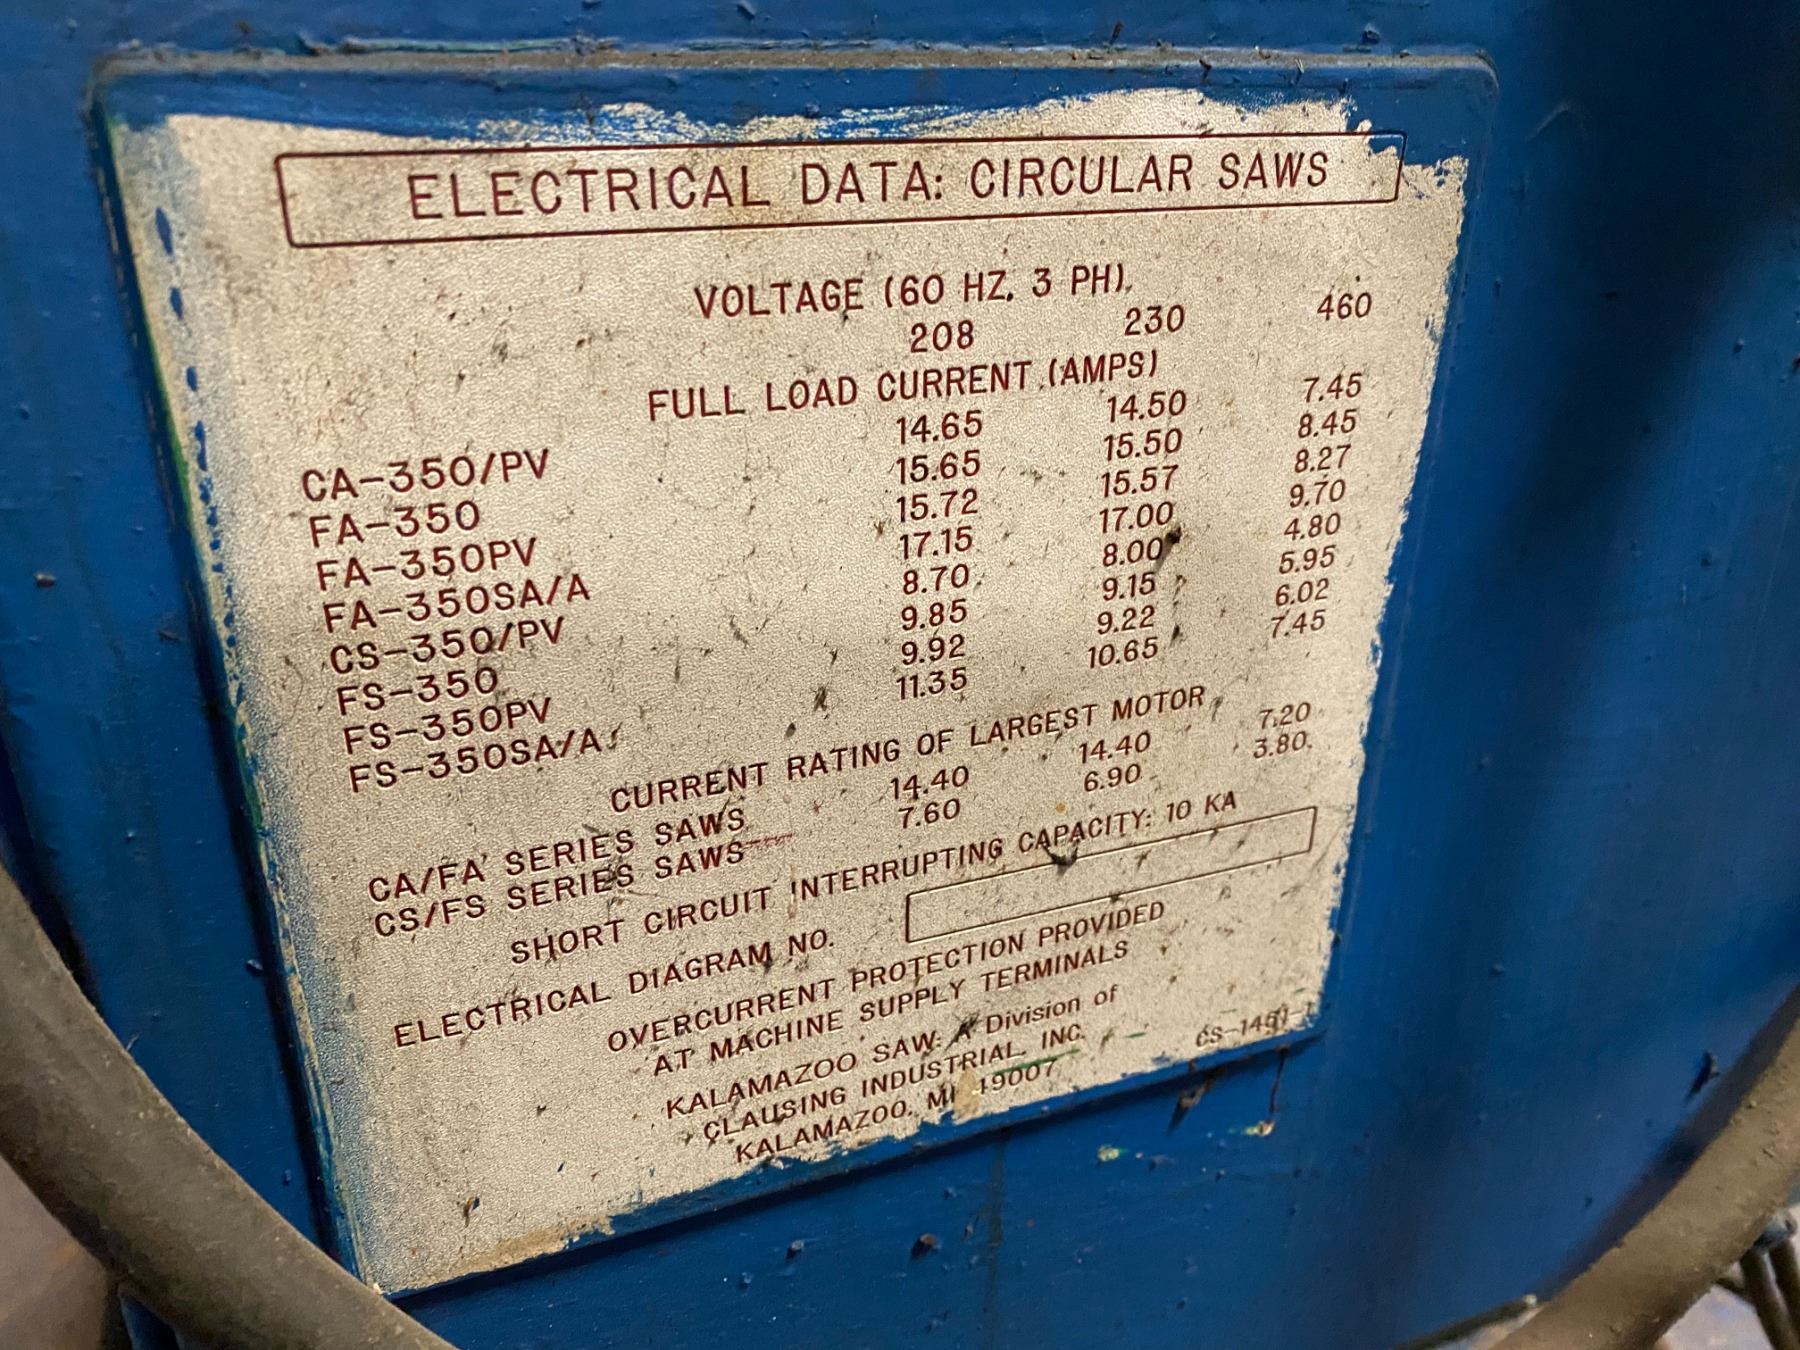 ELECTRICAL DATA: CIRCULAR SAWS
VOLTAGE (60 HZ, 3 PH)
208 230 460
FULL LOAD CURRENT (AMPS)
CA-350/PV 14.65 14.50 7.45
FA-350 15.65 15.50 8.45
FA-350PV 15.72 15.57 8.27
FA-350SA/A 17.15 17.00 9.70
CS-350/PV 8.70 8.00 4.80
FS-350 9.85 9.15 5.95
FS-350PV 9.92 9.22 6.02
FS-350SA/A 11.35 10.65 7.45
CURRENT RATING OF LARGEST MOTOR
CA/FA SERIES SAWS 14.40 14.40 7.20
CS/FS SERIES SAWS 7.60 6.90 3.80
SHORT CIRCUIT INTERRUPTING CAPACITY: 10 KA
ELECTRICAL DIAGRAM NO.
OVERCURRENT PROTECTION PROVIDED
AT MACHINE SUPPLY TERMINALS
KALAMAZOO SAW: A Division of
CLAUSING INDUSTRIAL, INC.
KALAMAZOO, MI 49007